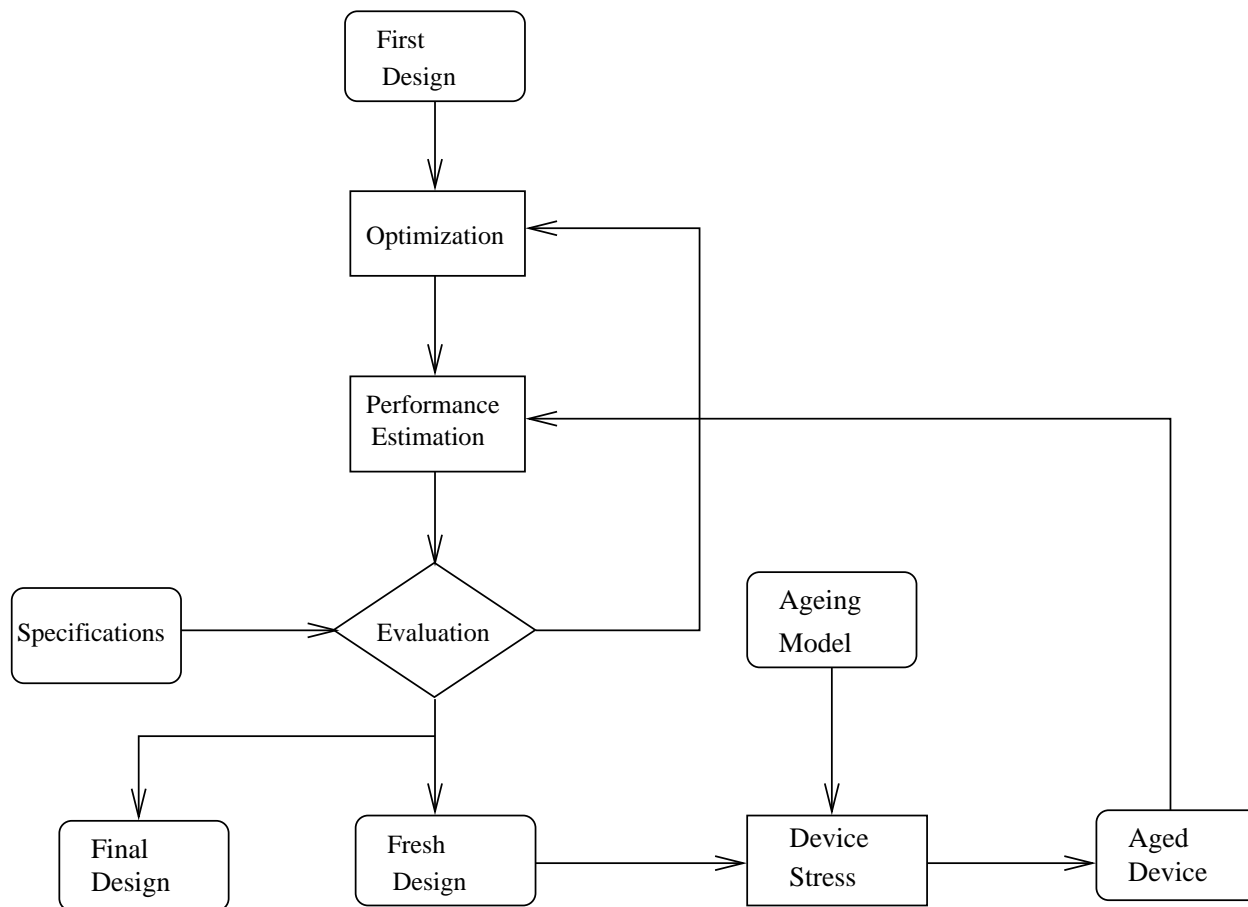 First
Design
Optimization
Performance
Estimation
Specifications
Evaluation
Ageing
Model
Final
Design
Fresh
Design
Device
Stress
Aged
Device